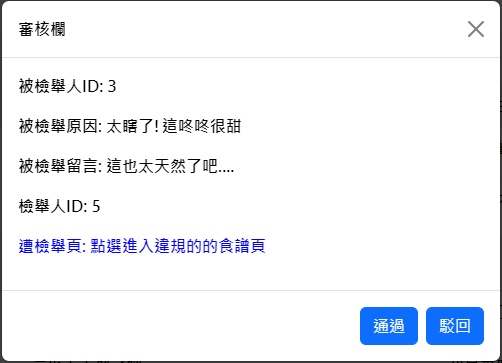 審核欄
被檢舉人ID: 3
被檢舉原因: 太瞎了! 這咚咚很甜
被檢舉留言: 這也太天然了吧....
檢舉人ID: 5
遭檢舉頁: 點選進入違規的的食譜頁
通過
駁回